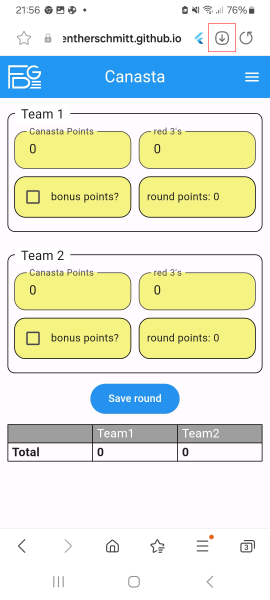 21:56 76%
entherschmitt.github.io
FBGE Canasta
Team 1
Canasta Points red 3's
0 0
bonus points? round points: 0
Team 2
Canasta Points red 3's
0 0
bonus points? round points: 0
Save round
Team1 Team2
Total 0 0
3